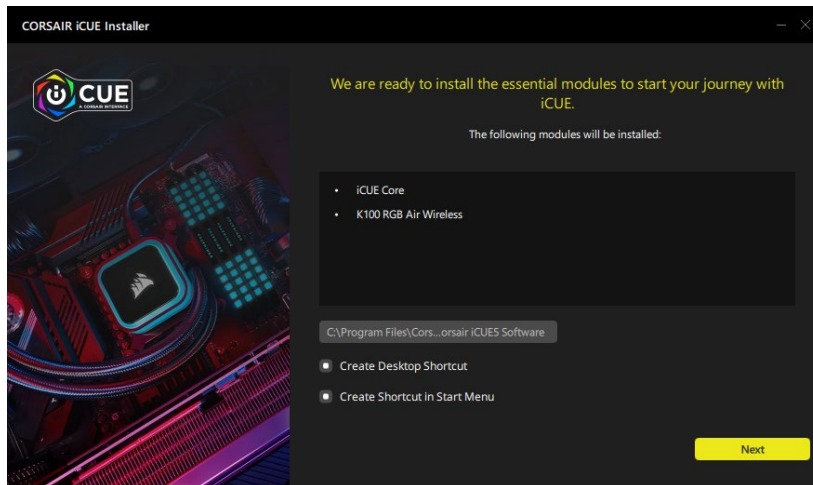 CORSAIR iCUE Installer
iCUE
A CORSAIR INTERFACE
We are ready to install the essential modules to start your journey with
iCUE.
The following modules will be installed:
• iCUE Core
• K100 RGB Air Wireless
C:\Program Files\Cors...orsair iCUE5 Software
Create Desktop Shortcut
Create Shortcut in Start Menu
Next